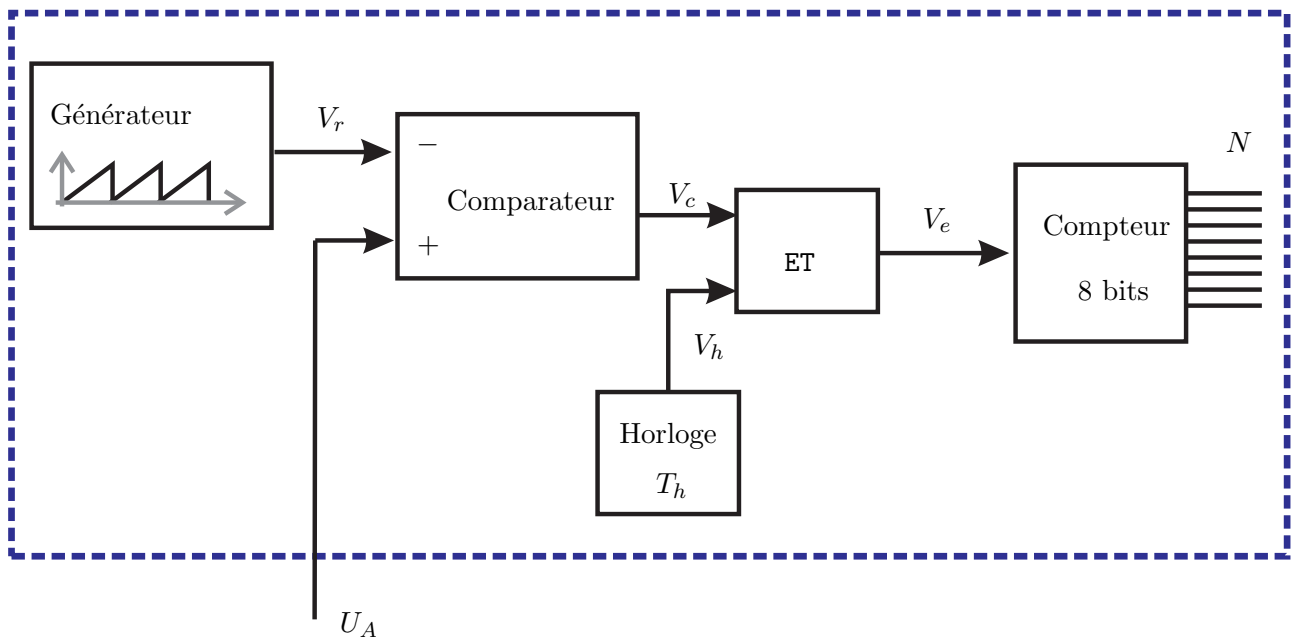 Générateur
V_r
−
Comparateur
+
V_c
ET
V_h
Horloge
T_h
V_e
Compteur
8 bits
N
U_A